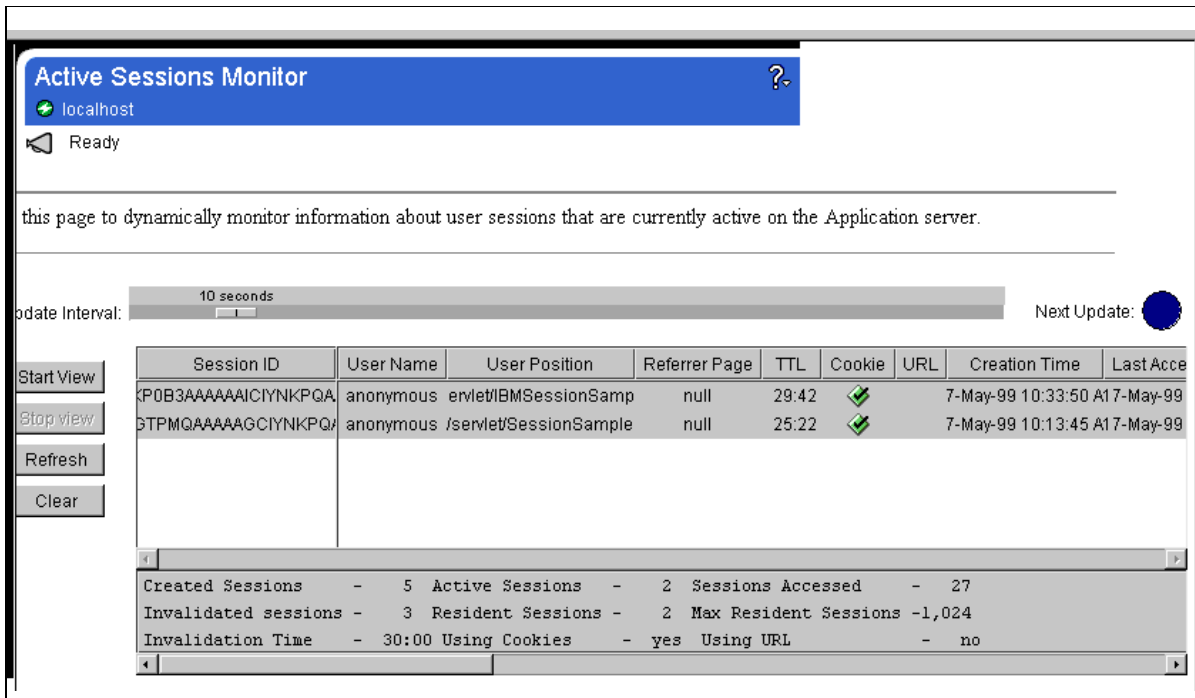 Active Sessions Monitor
localhost
Ready
this page to dynamically monitor information about user sessions that are currently active on the Application server.
10 seconds
pdate Interval:
Next Update:
Start View
Stop view
Refresh
Clear
Session ID User Name User Position Referrer Page TTL Cookie URL Creation Time Last Acce
KP0B3AAAAAAICIYNKPQA anonymous ervlet/IBMSessionSamp null 29:42 7-May-99 10:33:50 A17-May-99
GTPMQAAAAAGCIYNKPQA anonymous /servlet/SessionSample null 25:22 7-May-99 10:13:45 A17-May-99
Created Sessions - 5 Active Sessions - 2 Sessions Accessed - 27
Invalidated sessions - 3 Resident Sessions - 2 Max Resident Sessions -1,024
Invalidation Time - 30:00 Using Cookies - yes Using URL - no